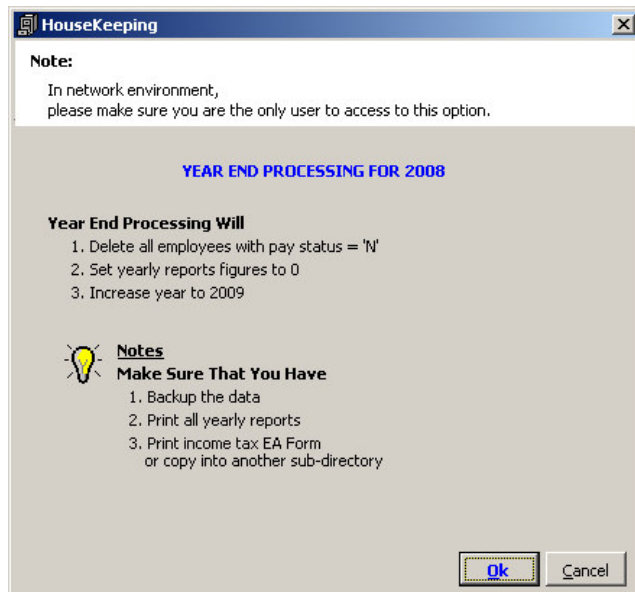 HouseKeeping
Note:
In network environment,
please make sure you are the only user to access to this option.
YEAR END PROCESSING FOR 2008
Year End Processing Will
1. Delete all employees with pay status = 'N'
2. Set yearly reports figures to 0
3. Increase year to 2009
Notes
Make Sure That You Have
1. Backup the data
2. Print all yearly reports
3. Print income tax EA Form
or copy into another sub-directory
Ok Cancel